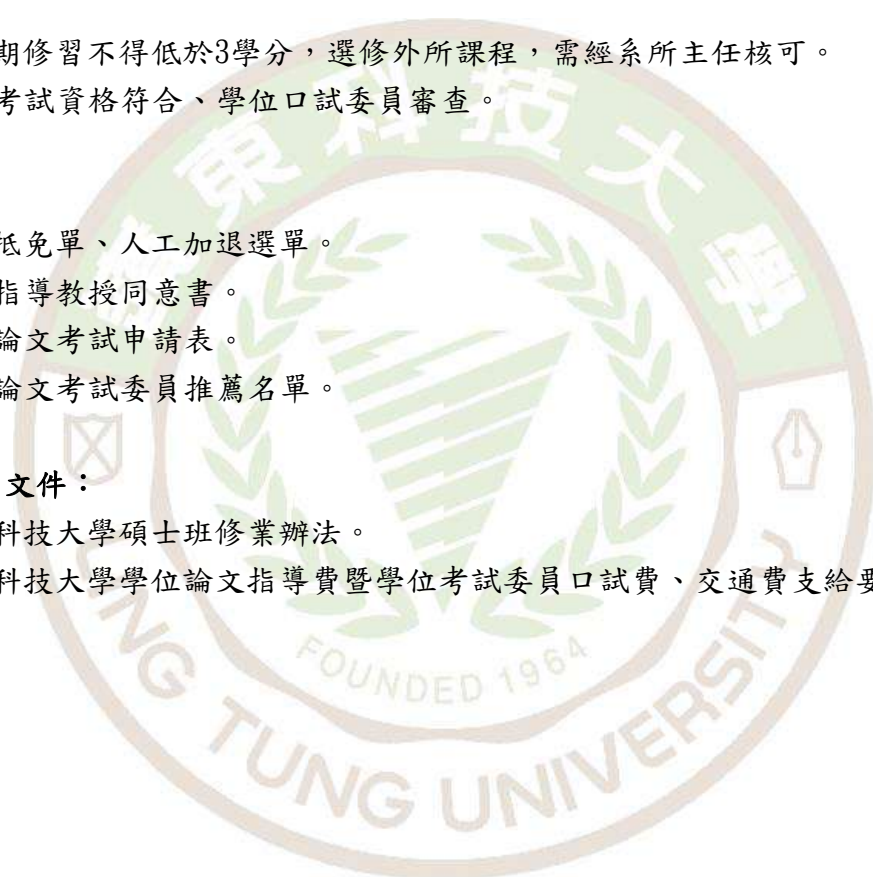 期修習不得低於3學分，選修外所課程，需經系所主任核可。
考試資格符合、學位口試委員審查。
抵免單、人工加退選單。
指導教授同意書。
論文考試申請表。
論文考試委員推薦名單。
文件：
科技大學碩士班修業辦法。
科技大學學位論文指導費暨學位考試委員口試費、交通費支給要
東科技大學
FOUNDED 1964
NG TUNG UNIVERSITY